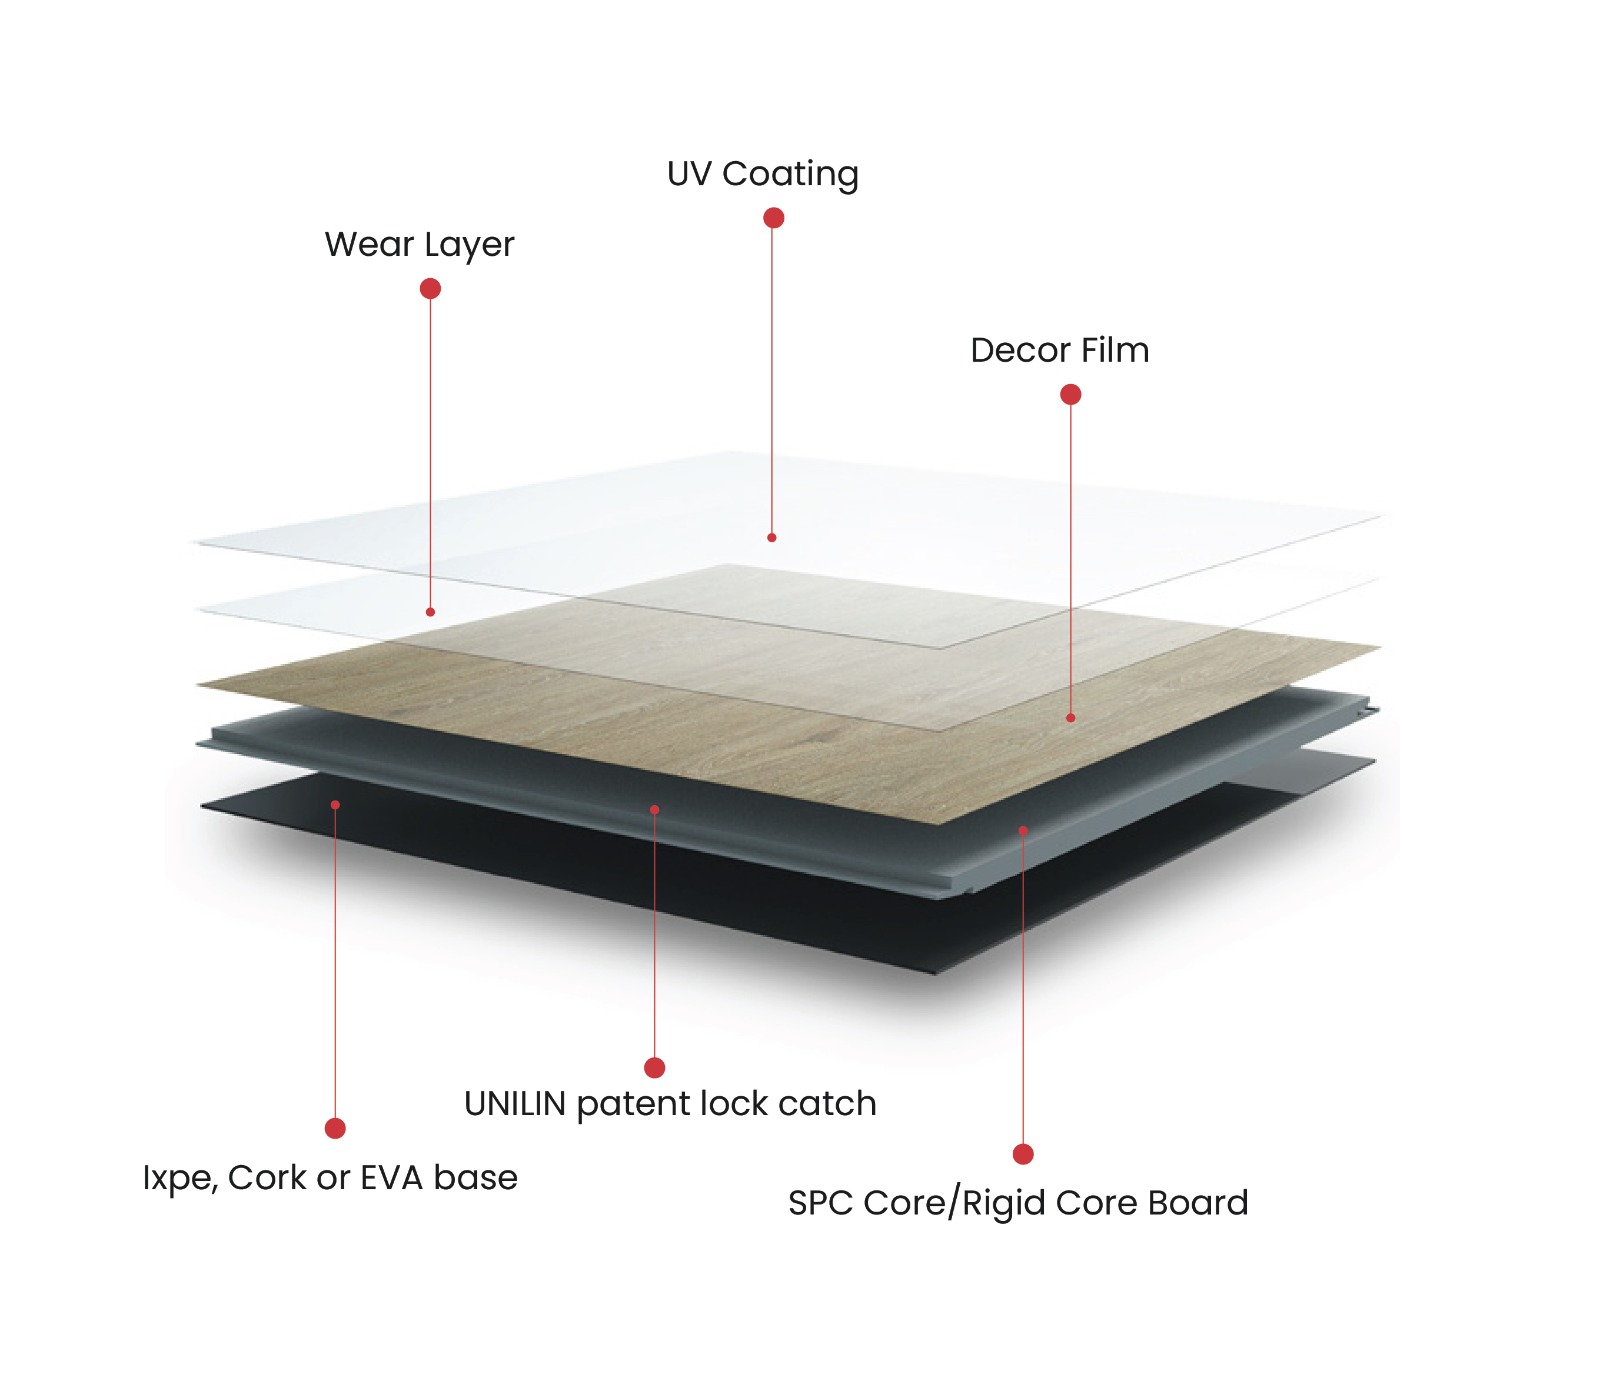 UV Coating
Wear Layer
Decor Film
UNILIN patent lock catch
Ixpe, Cork or EVA base
SPC Core/Rigid Core Board